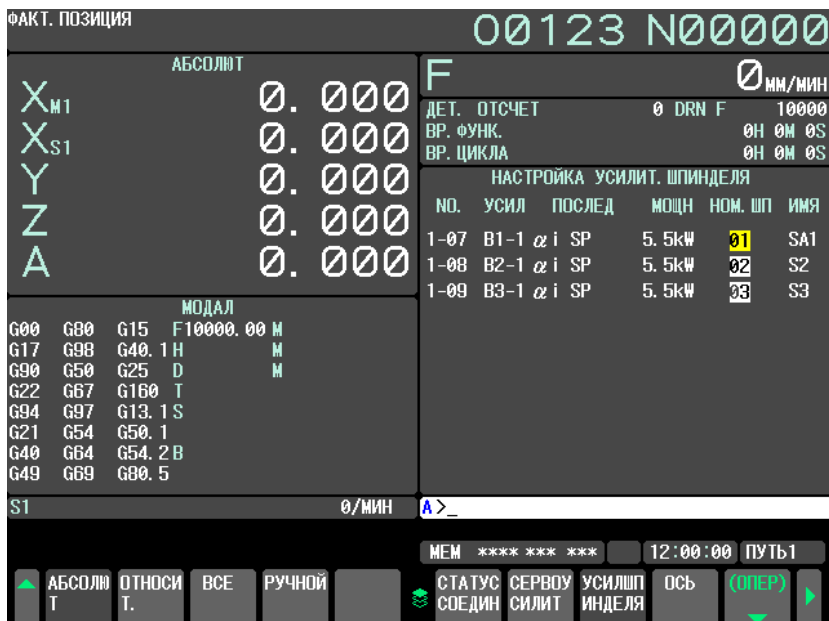 ФАКТ. ПОЗИЦИЯ
O0123 N00000
АБСОЛЮТ
XM1 0. 000
XS1 0. 000
Y 0. 000
Z 0. 000
A 0. 000
F 0 ММ/МИН
ДЕТ. ОТСЧЕТ 0 DRN F 10000
ВР. ФУНК. 0H 0M 0S
ВР. ЦИКЛА 0H 0M 0S
НАСТРОЙКА УСИЛИТ. ШПИНДЕЛЯ
NO. УСИЛ ПОСЛЕД МОЩН НОМ. ШП ИМЯ
1-07 B1-1 αi SP 5. 5kW 01 SA1
1-08 B2-1 αi SP 5. 5kW 02 S2
1-09 B3-1 αi SP 5. 5kW 03 S3
МОДАЛ
G00 G80 G15 F10000. 00 M
G17 G98 G40. 1 H M
G90 G50 G25 D M
G22 G67 G160 T
G94 G97 G13. 1 S
G21 G54 G50. 1
G40 G64 G54. 2 B
G49 G69 G80. 5
S1 0/МИН
A >_
MEM **** *** *** 12:00:00 ПУТЬ1
АБСОЛЮ
Т
ОТНОСИ
Т.
ВСЕ
РУЧНОЙ
СТАТУС
СОЕДИН
СЕРВОУ
СИЛИТ
УСИЛШП
ИНДЕЛЯ
ОСЬ
(ОПЕР)